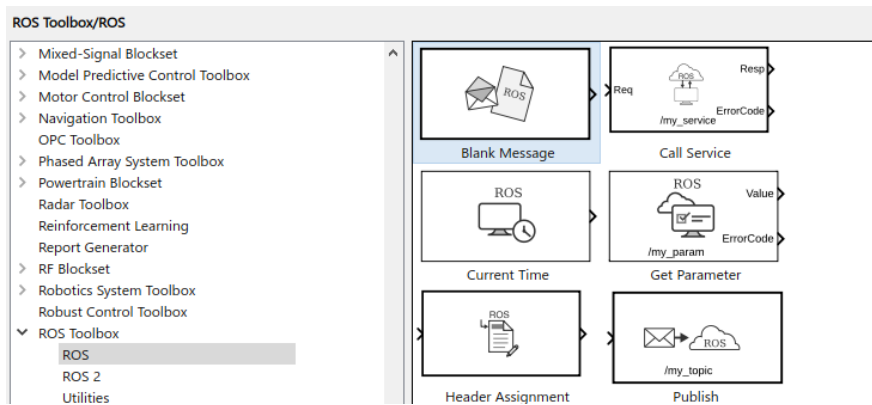 ROS Toolbox/ROS
Mixed-Signal Blockset
Model Predictive Control Toolbox
Motor Control Blockset
Navigation Toolbox
OPC Toolbox
Phased Array System Toolbox
Powertrain Blockset
Radar Toolbox
Reinforcement Learning
Report Generator
RF Blockset
Robotics System Toolbox
Robust Control Toolbox
ROS Toolbox
ROS
ROS 2
Utilities
ROS
Blank Message
Req
ROS
Resp
ErrorCode
/my_service
Call Service
ROS
Current Time
ROS
Value
ErrorCode
/my_param
Get Parameter
ROS
Header Assignment
ROS
/my_topic
Publish